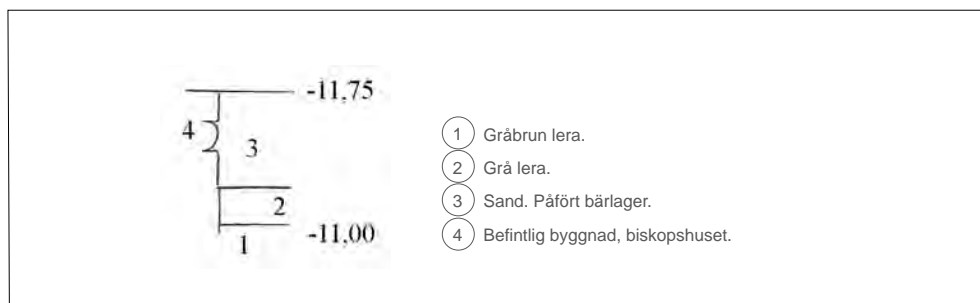 -11,75
4
3
2
-11,00
1
1 Gråbrun lera.
2 Grå lera.
3 Sand. Påfört bärlager.
4 Befintlig byggnad, biskopshuset.